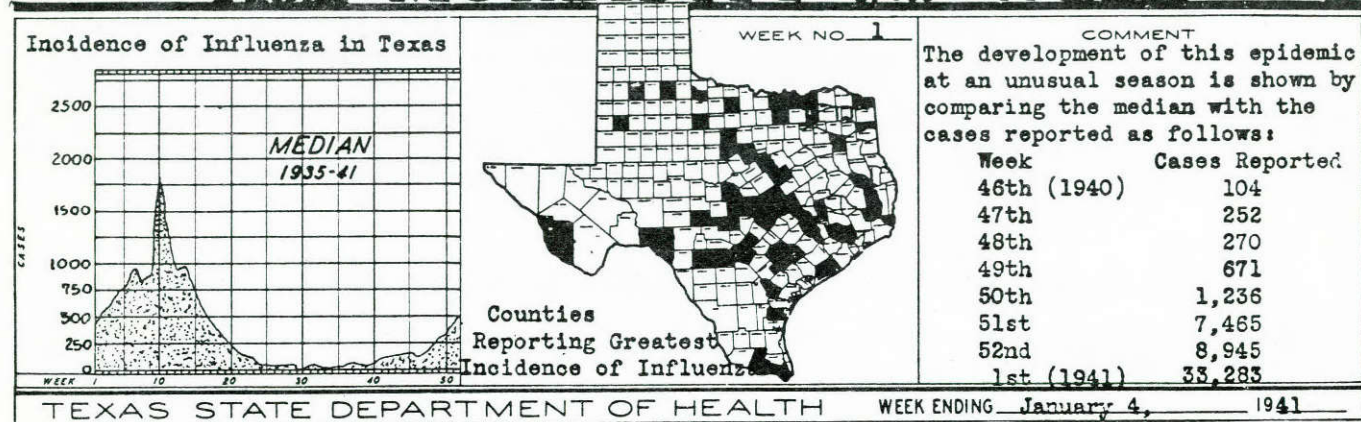 Incidence of Influenza in Texas
MEDIAN
1935-41
CASES
2500
2000
1500
1000
750
500
250
0
WEEK 1 10 20 30 40 50
WEEK NO. 1
Counties
Reporting Greatest
Incidence of Influenza
COMMENT
The development of this epidemic
at an unusual season is shown by
comparing the median with the
cases reported as follows:
Week Cases Reported
46th (1940) 104
47th 252
48th 270
49th 671
50th 1,236
51st 7,465
52nd 8,945
1st (1941) 33,283
TEXAS STATE DEPARTMENT OF HEALTH WEEK ENDING January 4, 1941